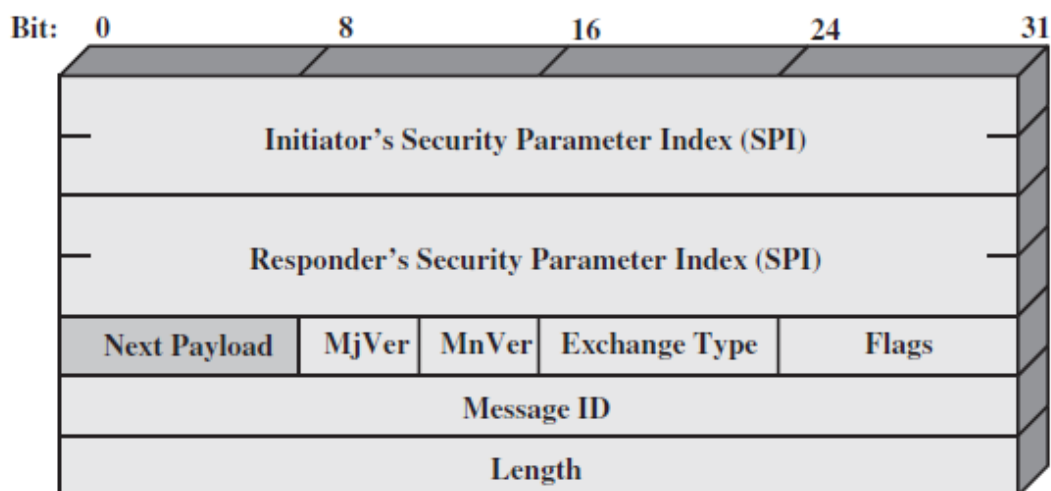 Bit: 0 8 16 24 31
Initiator's Security Parameter Index (SPI)
Responder's Security Parameter Index (SPI)
Next Payload MjVer MnVer Exchange Type Flags
Message ID
Length